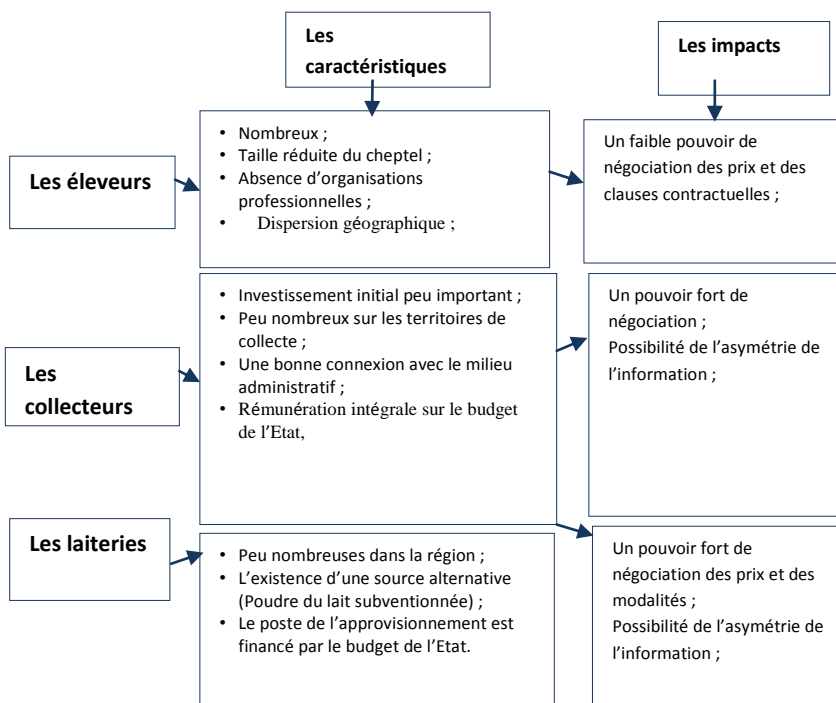 Les
caractéristiques
Les impacts
Les éleveurs
• Nombreux ;
• Taille réduite du cheptel ;
• Absence d’organisations
professionnelles ;
• Dispersion géographique ;
Un faible pouvoir de
négociation des prix et des
clauses contractuelles ;
Les
collecteurs
• Investissement initial peu important ;
• Peu nombreux sur les territoires de
collecte ;
• Une bonne connexion avec le milieu
administratif ;
• Rémunération intégrale sur le budget
de l’Etat,
Un pouvoir fort de
négociation ;
Possibilité de l’asymétrie de
l’information ;
Les laiteries
• Peu nombreuses dans la région ;
• L’existence d’une source alternative
(Poudre du lait subventionnée) ;
• Le poste de l’approvisionnement est
financé par le budget de l’Etat.
Un pouvoir fort de
négociation des prix et des
modalités ;
Possibilité de l’asymétrie de
l’information ;